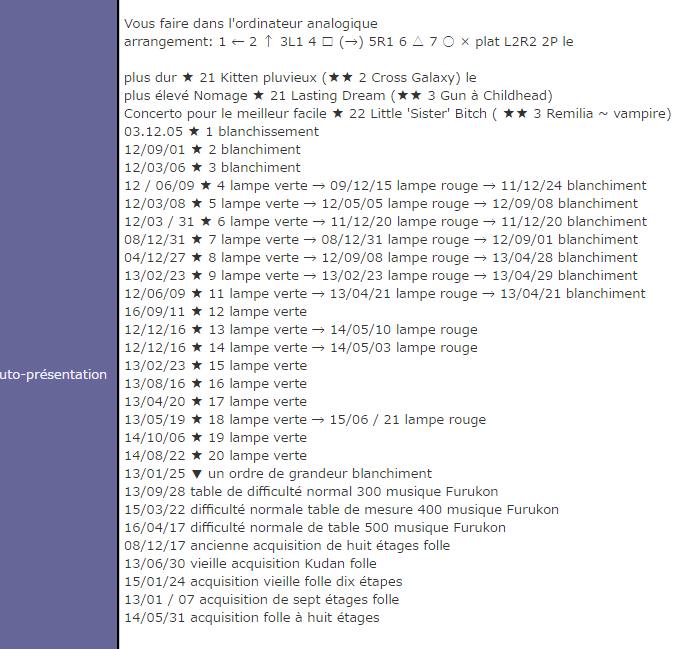 Vous faire dans l'ordinateur analogique
arrangement: 1 ← 2 ↑ 3L1 4 □ (→) 5R1 6 △ 7 ○ × plat L2R2 2P le
plus dur ★ 21 Kitten pluvieux (★★ 2 Cross Galaxy) le
plus élevé Nomage ★ 21 Lasting Dream (★★ 3 Gun à Childhead)
Concerto pour le meilleur facile ★ 22 Little 'Sister' Bitch ( ★★ 3 Remilia ~ vampire)
03.12.05 ★ 1 blanchissement
12/09/01 ★ 2 blanchiment
12/03/06 ★ 3 blanchiment
12 / 06/09 ★ 4 lampe verte → 09/12/15 lampe rouge → 11/12/24 blanchiment
12/03/08 ★ 5 lampe verte → 12/05/05 lampe rouge → 12/09/08 blanchiment
12/03 / 31 ★ 6 lampe verte → 11/12/20 lampe rouge → 11/12/20 blanchiment
08/12/31 ★ 7 lampe verte → 08/12/31 lampe rouge → 12/09/01 blanchiment
04/12/27 ★ 8 lampe verte → 12/09/08 lampe rouge → 13/04/28 blanchiment
13/02/23 ★ 9 lampe verte → 13/02/23 lampe rouge → 13/04/29 blanchiment
12/06/09 ★ 11 lampe verte → 13/04/21 lampe rouge → 13/04/21 blanchiment
16/09/11 ★ 12 lampe verte
12/12/16 ★ 13 lampe verte → 14/05/10 lampe rouge
12/12/16 ★ 14 lampe verte → 14/05/03 lampe rouge
13/02/23 ★ 15 lampe verte
uto-présentation
13/08/16 ★ 16 lampe verte
13/04/20 ★ 17 lampe verte
13/05/19 ★ 18 lampe verte → 15/06 / 21 lampe rouge
14/10/06 ★ 19 lampe verte
14/08/22 ★ 20 lampe verte
13/01/25 ▼ un ordre de grandeur blanchiment
13/09/28 table de difficulté normal 300 musique Furukon
15/03/22 difficulté normale table de mesure 400 musique Furukon
16/04/17 difficulté normale de table 500 musique Furukon
08/12/17 ancienne acquisition de huit étages folle
13/06/30 vieille acquisition Kudan folle
15/01/24 acquisition vieille folle dix étapes
13/01 / 07 acquisition de sept étages folle
14/05/31 acquisition folle à huit étages